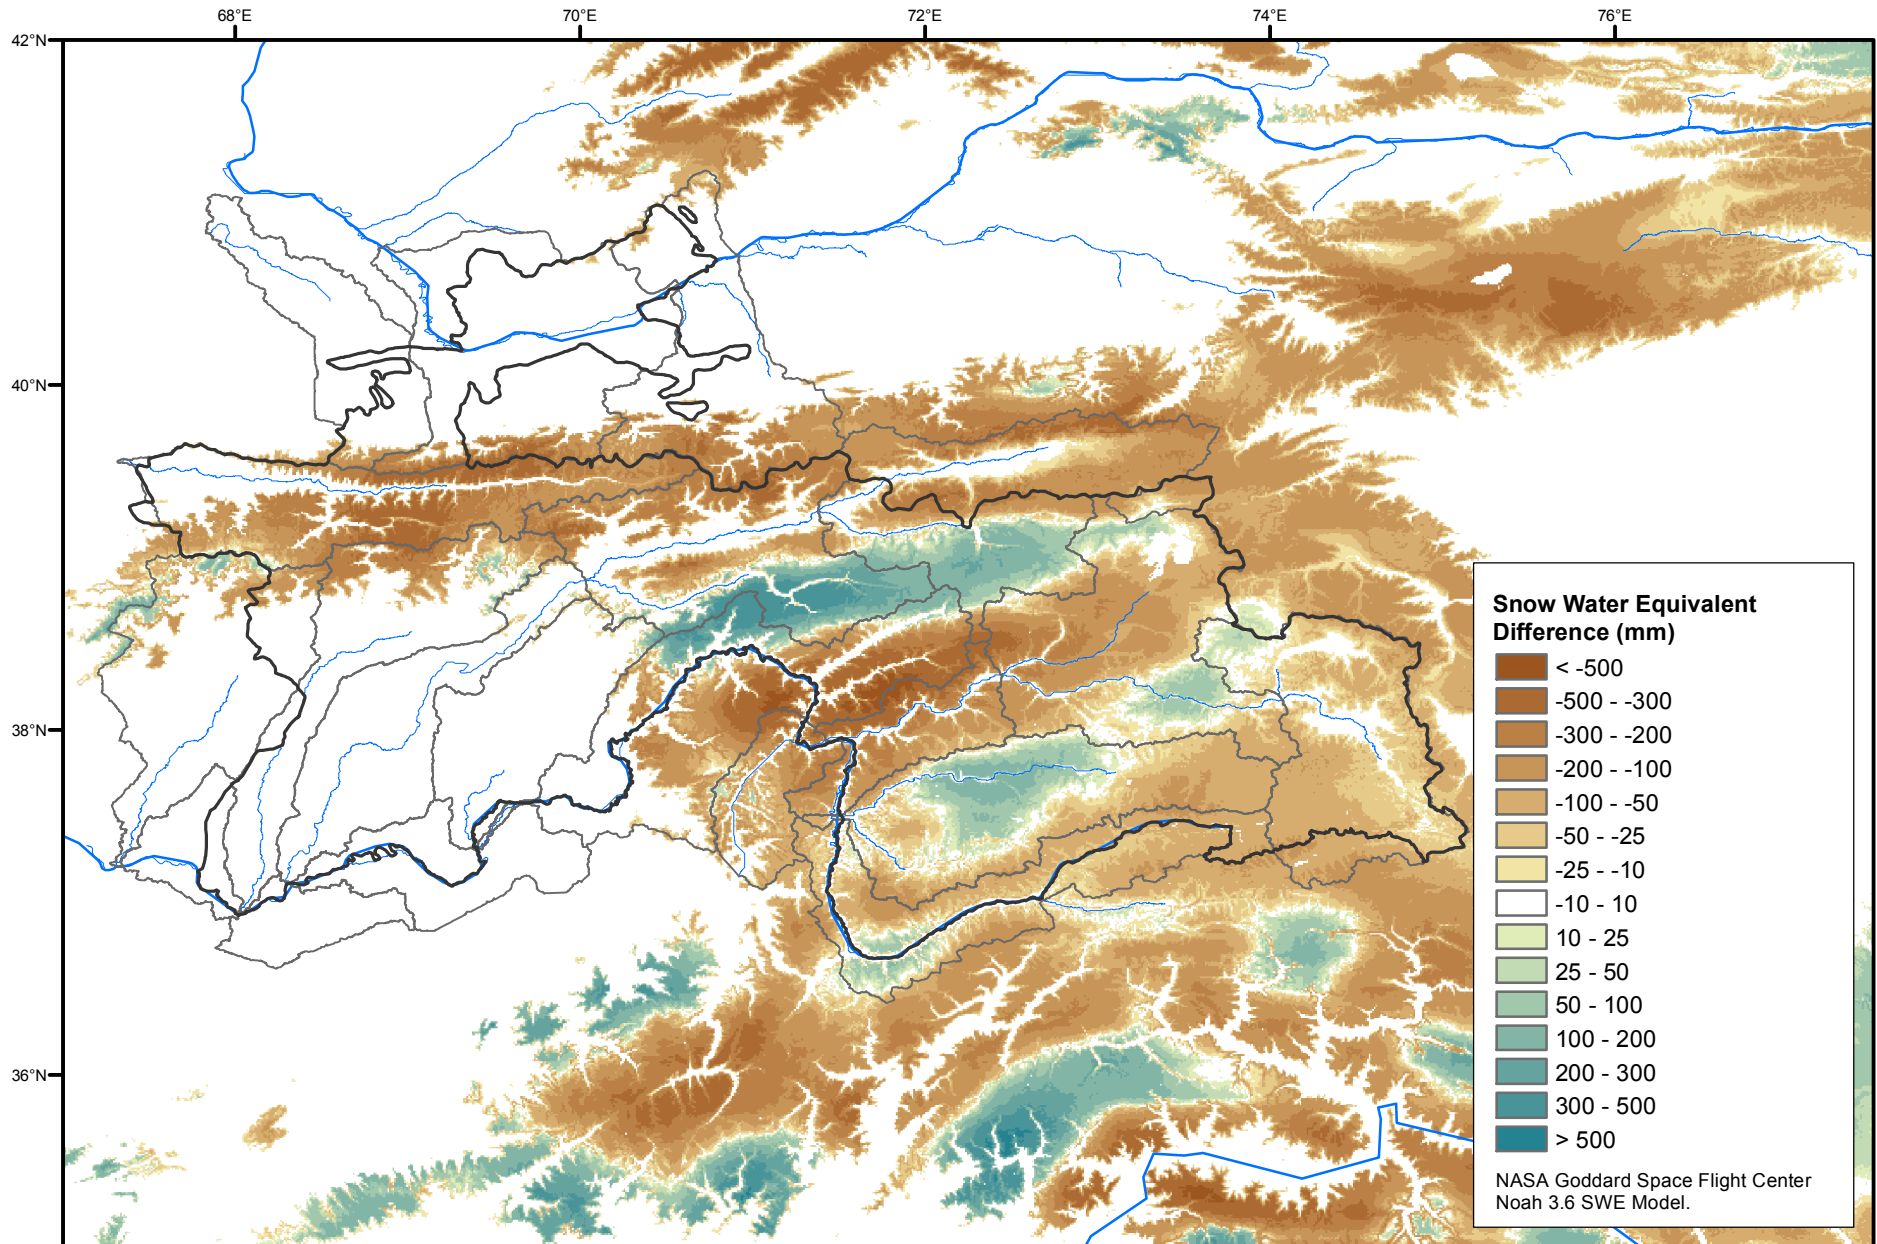 68°E 70°E 72°E 74°E 76°E
42°N
40°N
38°N
36°N
Snow Water Equivalent
Difference (mm)
< -500
-500 - -300
-300 - -200
-200 - -100
-100 - -50
-50 - -25
-25 - -10
-10 - 10
10 - 25
25 - 50
50 - 100
100 - 200
200 - 300
300 - 500
> 500
NASA Goddard Space Flight Center
Noah 3.6 SWE Model.